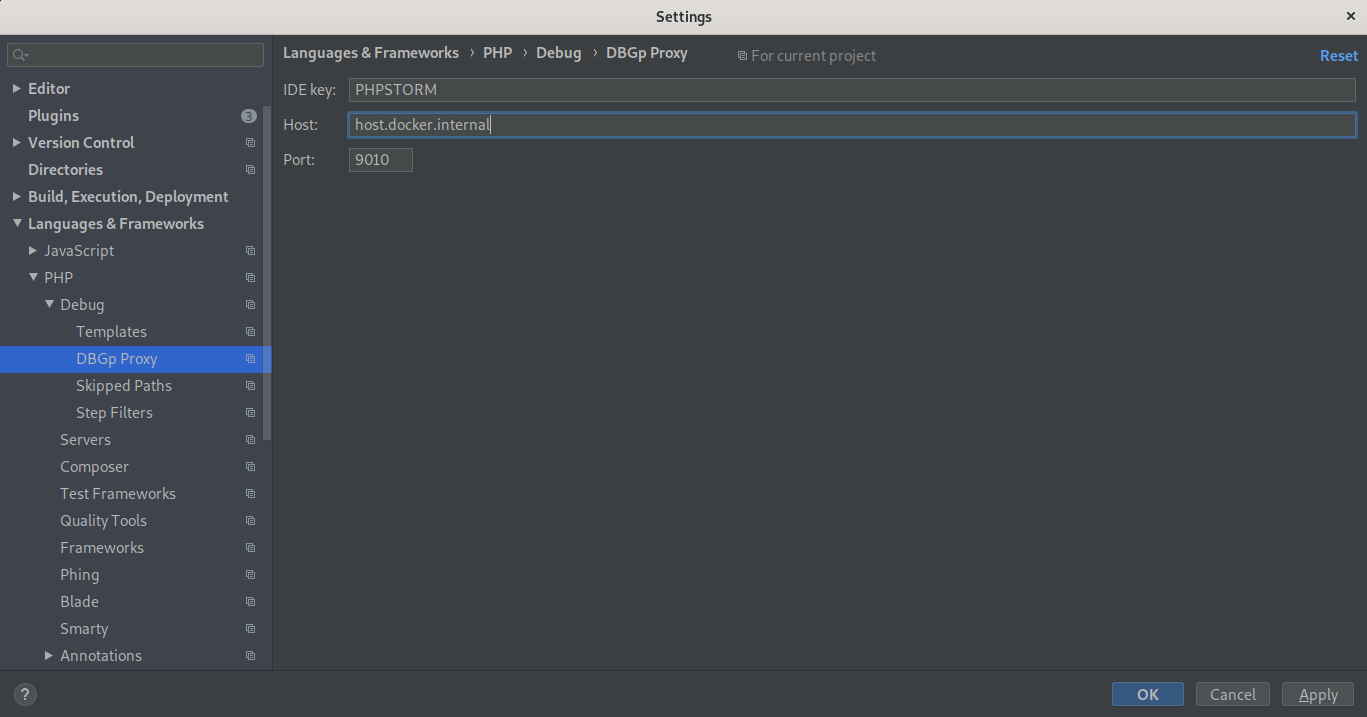 Settings
Languages & Frameworks › PHP › Debug › DBGp Proxy For current project Reset
IDE key: PHPSTORM
Host: host.docker.internal
Port: 9010
Editor
Plugins 3
Version Control
Directories
Build, Execution, Deployment
Languages & Frameworks
JavaScript
PHP
Debug
Templates
DBGp Proxy
Skipped Paths
Step Filters
Servers
Composer
Test Frameworks
Quality Tools
Frameworks
Phing
Blade
Smarty
Annotations
? OK Cancel Apply